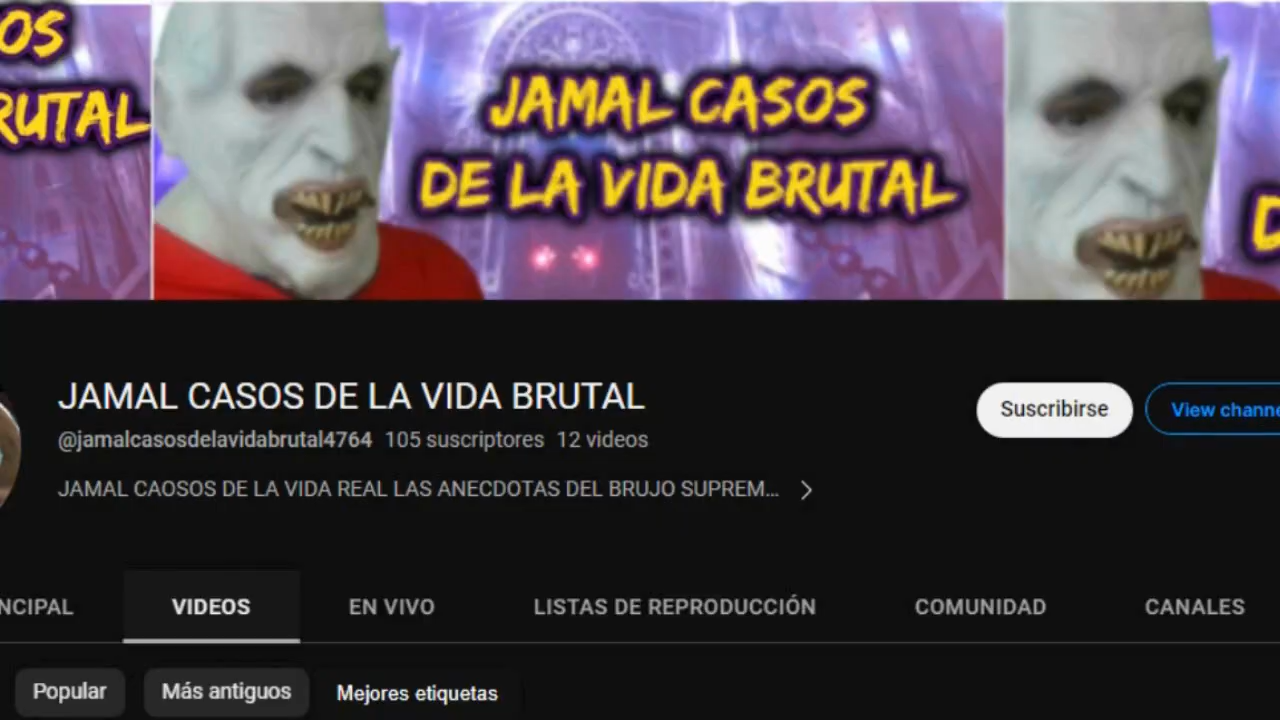 OS
RUTAL
JAMAL CASOS
DE LA VIDA BRUTAL
D
JAMAL CASOS DE LA VIDA BRUTAL
@jamalcasosdelavidabrutal4764 105 suscriptores 12 videos
JAMAL CAOSOS DE LA VIDA REAL LAS ANECDOTAS DEL BRUJO SUPREM...
Suscribirse
View channe
NCIPAL VIDEOS EN VIVO LISTAS DE REPRODUCCIÓN COMUNIDAD CANALES
Popular Más antiguos Mejores etiquetas